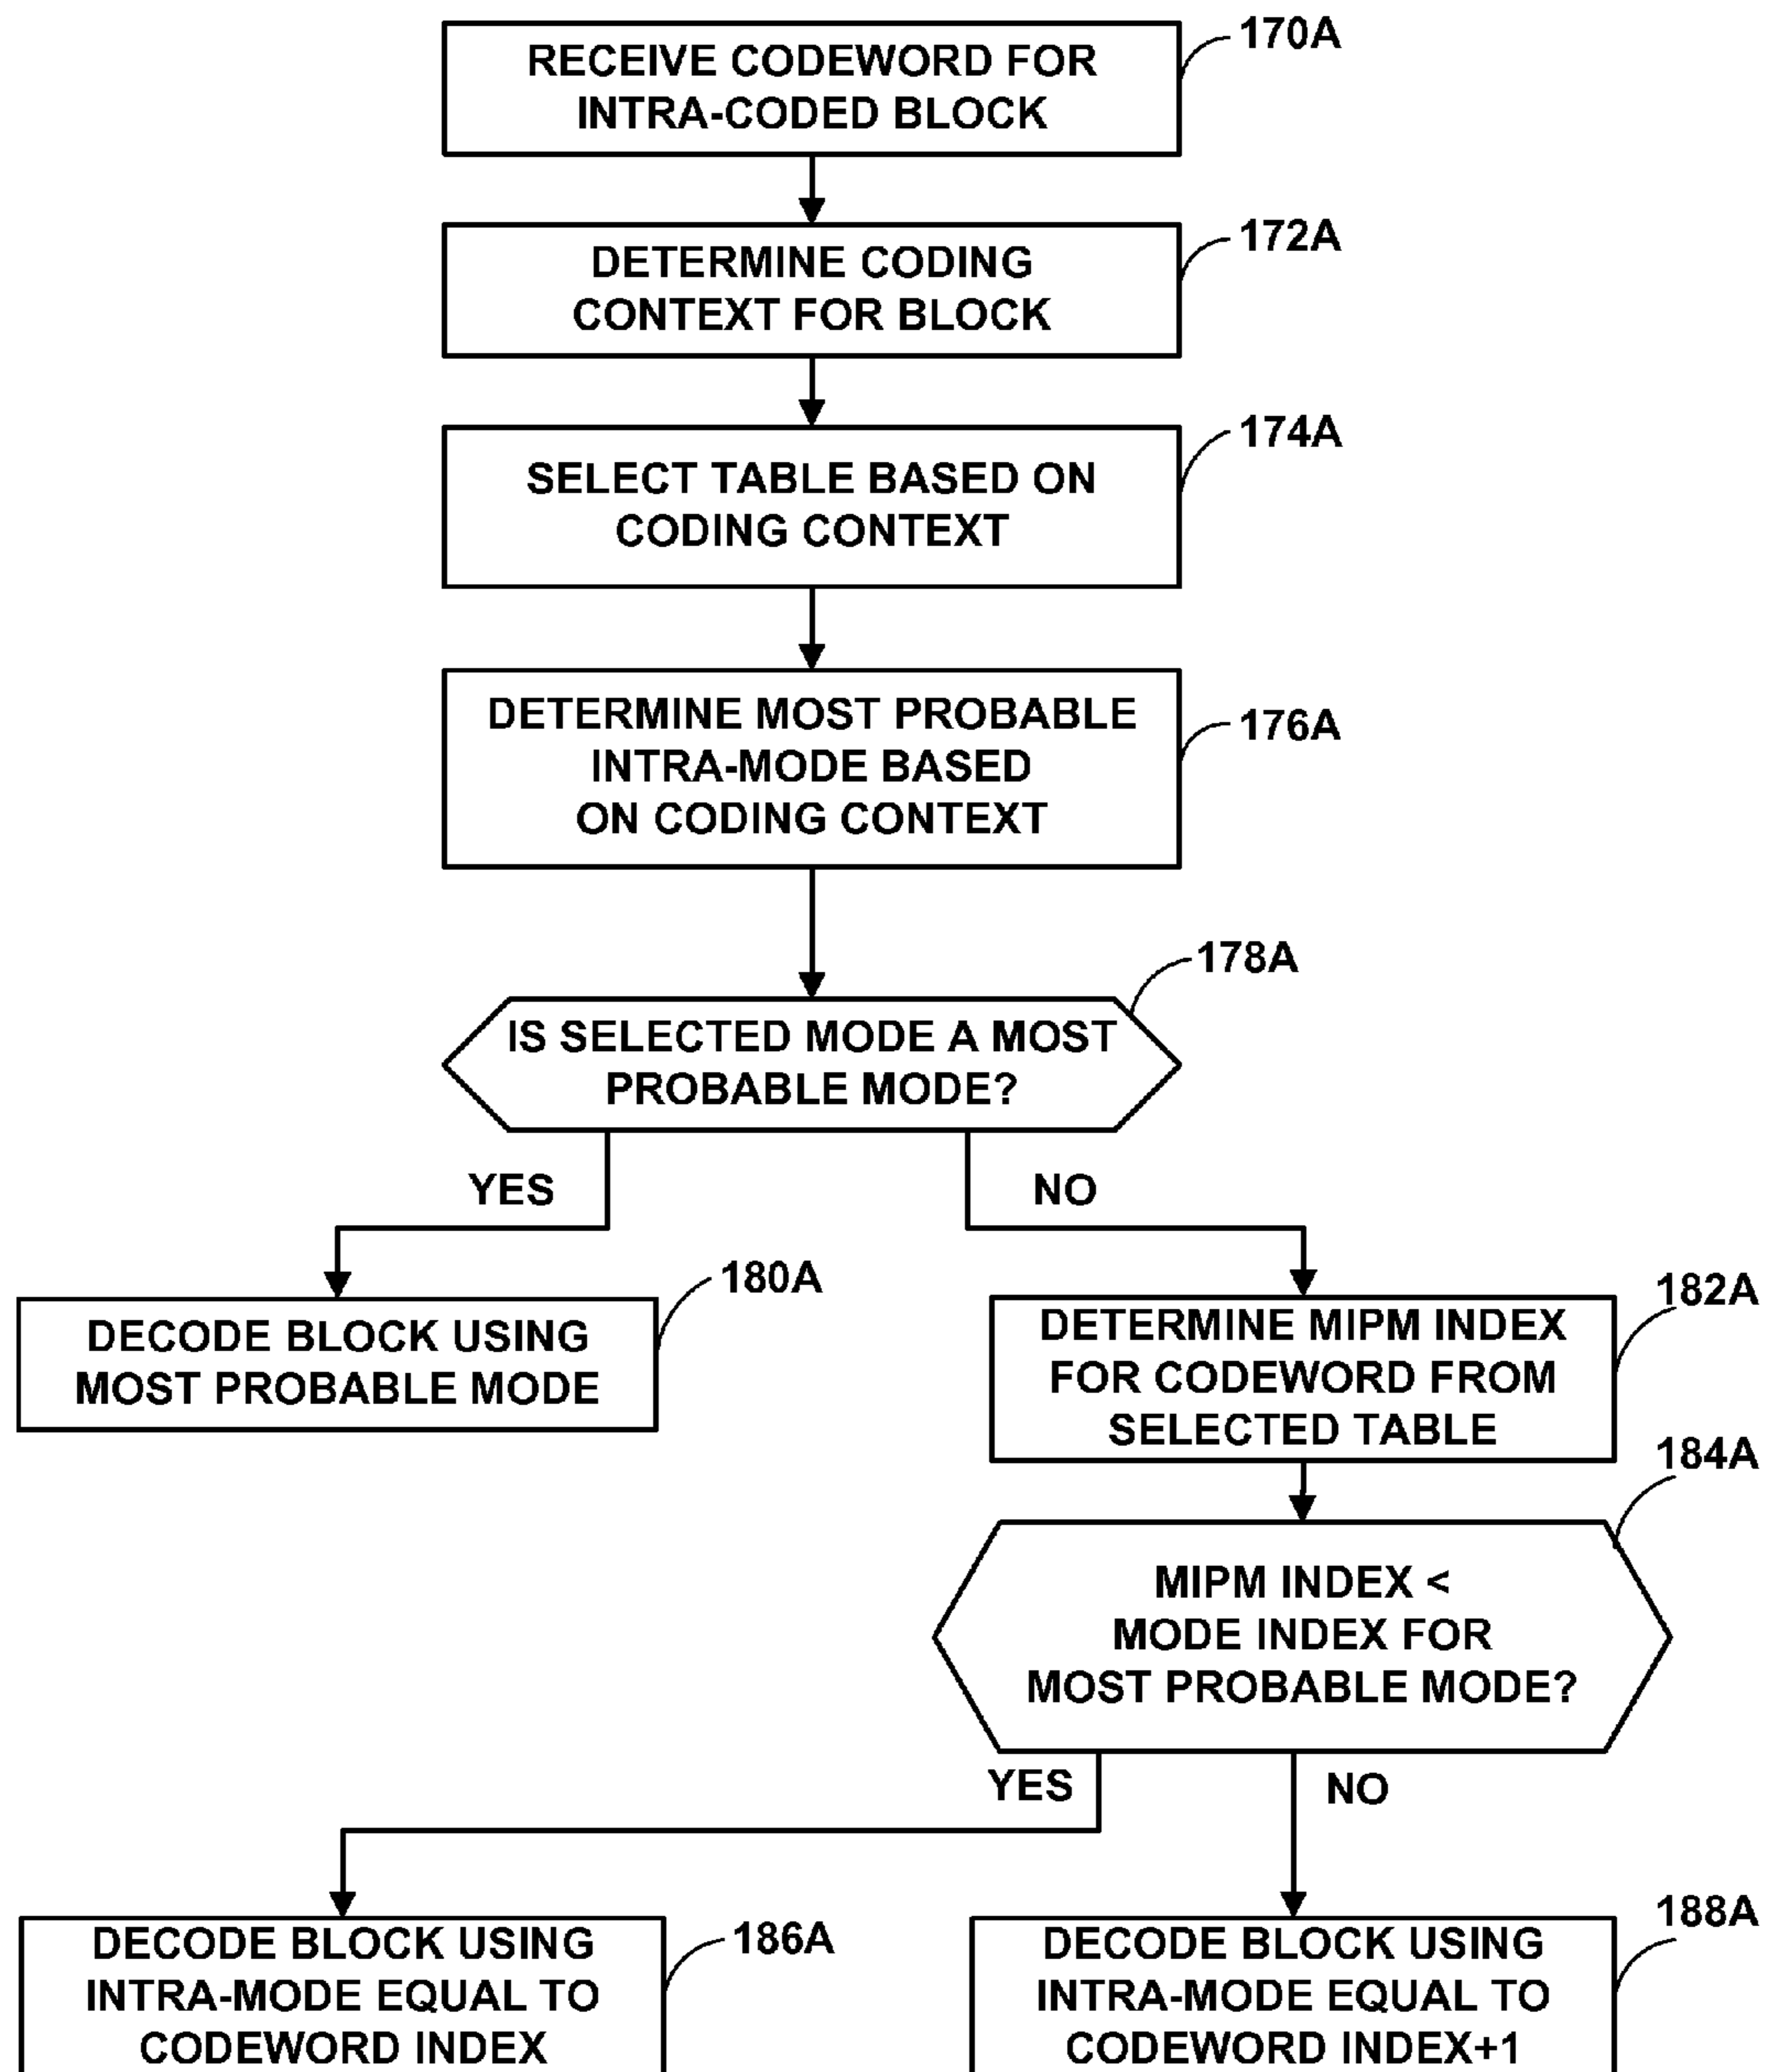 170A
RECEIVE CODEWORD FOR
INTRA-CODED BLOCK
172A
DETERMINE CODING
CONTEXT FOR BLOCK
174A
SELECT TABLE BASED ON
CODING CONTEXT
176A
DETERMINE MOST PROBABLE
INTRA-MODE BASED
ON CODING CONTEXT
178A
IS SELECTED MODE A MOST
PROBABLE MODE?
YES
NO
180A
DECODE BLOCK USING
MOST PROBABLE MODE
182A
DETERMINE MIPM INDEX
FOR CODEWORD FROM
SELECTED TABLE
184A
MIPM INDEX <
MODE INDEX FOR
MOST PROBABLE MODE?
YES
NO
186A
DECODE BLOCK USING
INTRA-MODE EQUAL TO
CODEWORD INDEX
188A
DECODE BLOCK USING
INTRA-MODE EQUAL TO
CODEWORD INDEX+1